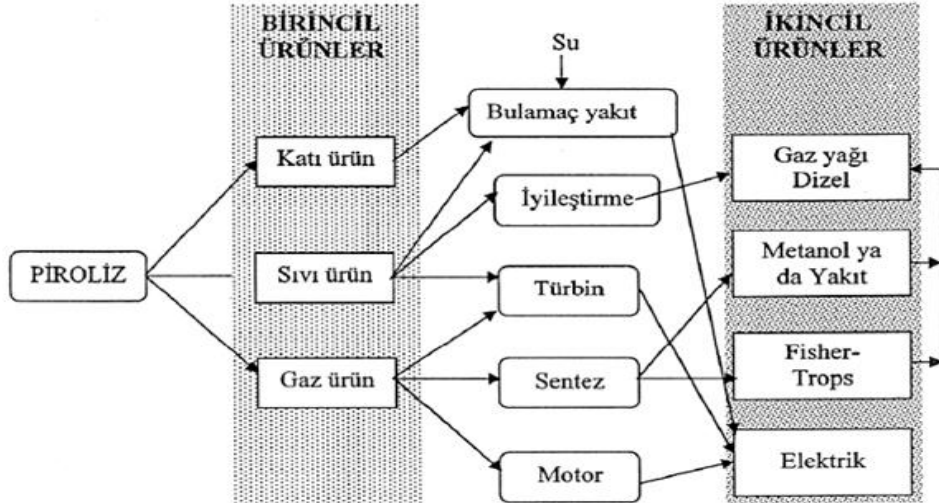 BİRİNCİL
ÜRÜNLER
İKİNCİL
ÜRÜNLER
Su
Bulamaç yakıt
Katı ürün
Gaz yağı
Dizel
İyileştirme
PİROLİZ
Sıvı ürün
Türbin
Metanol ya
da Yakıt
Gaz ürün
Sentez
Fisher-
Trops
Motor
Elektrik